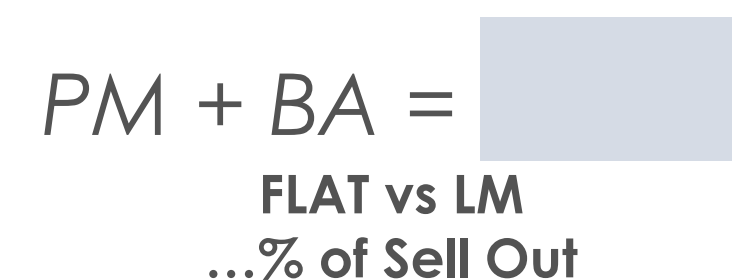 PM + BA =
FLAT vs LM
...% of Sell Out